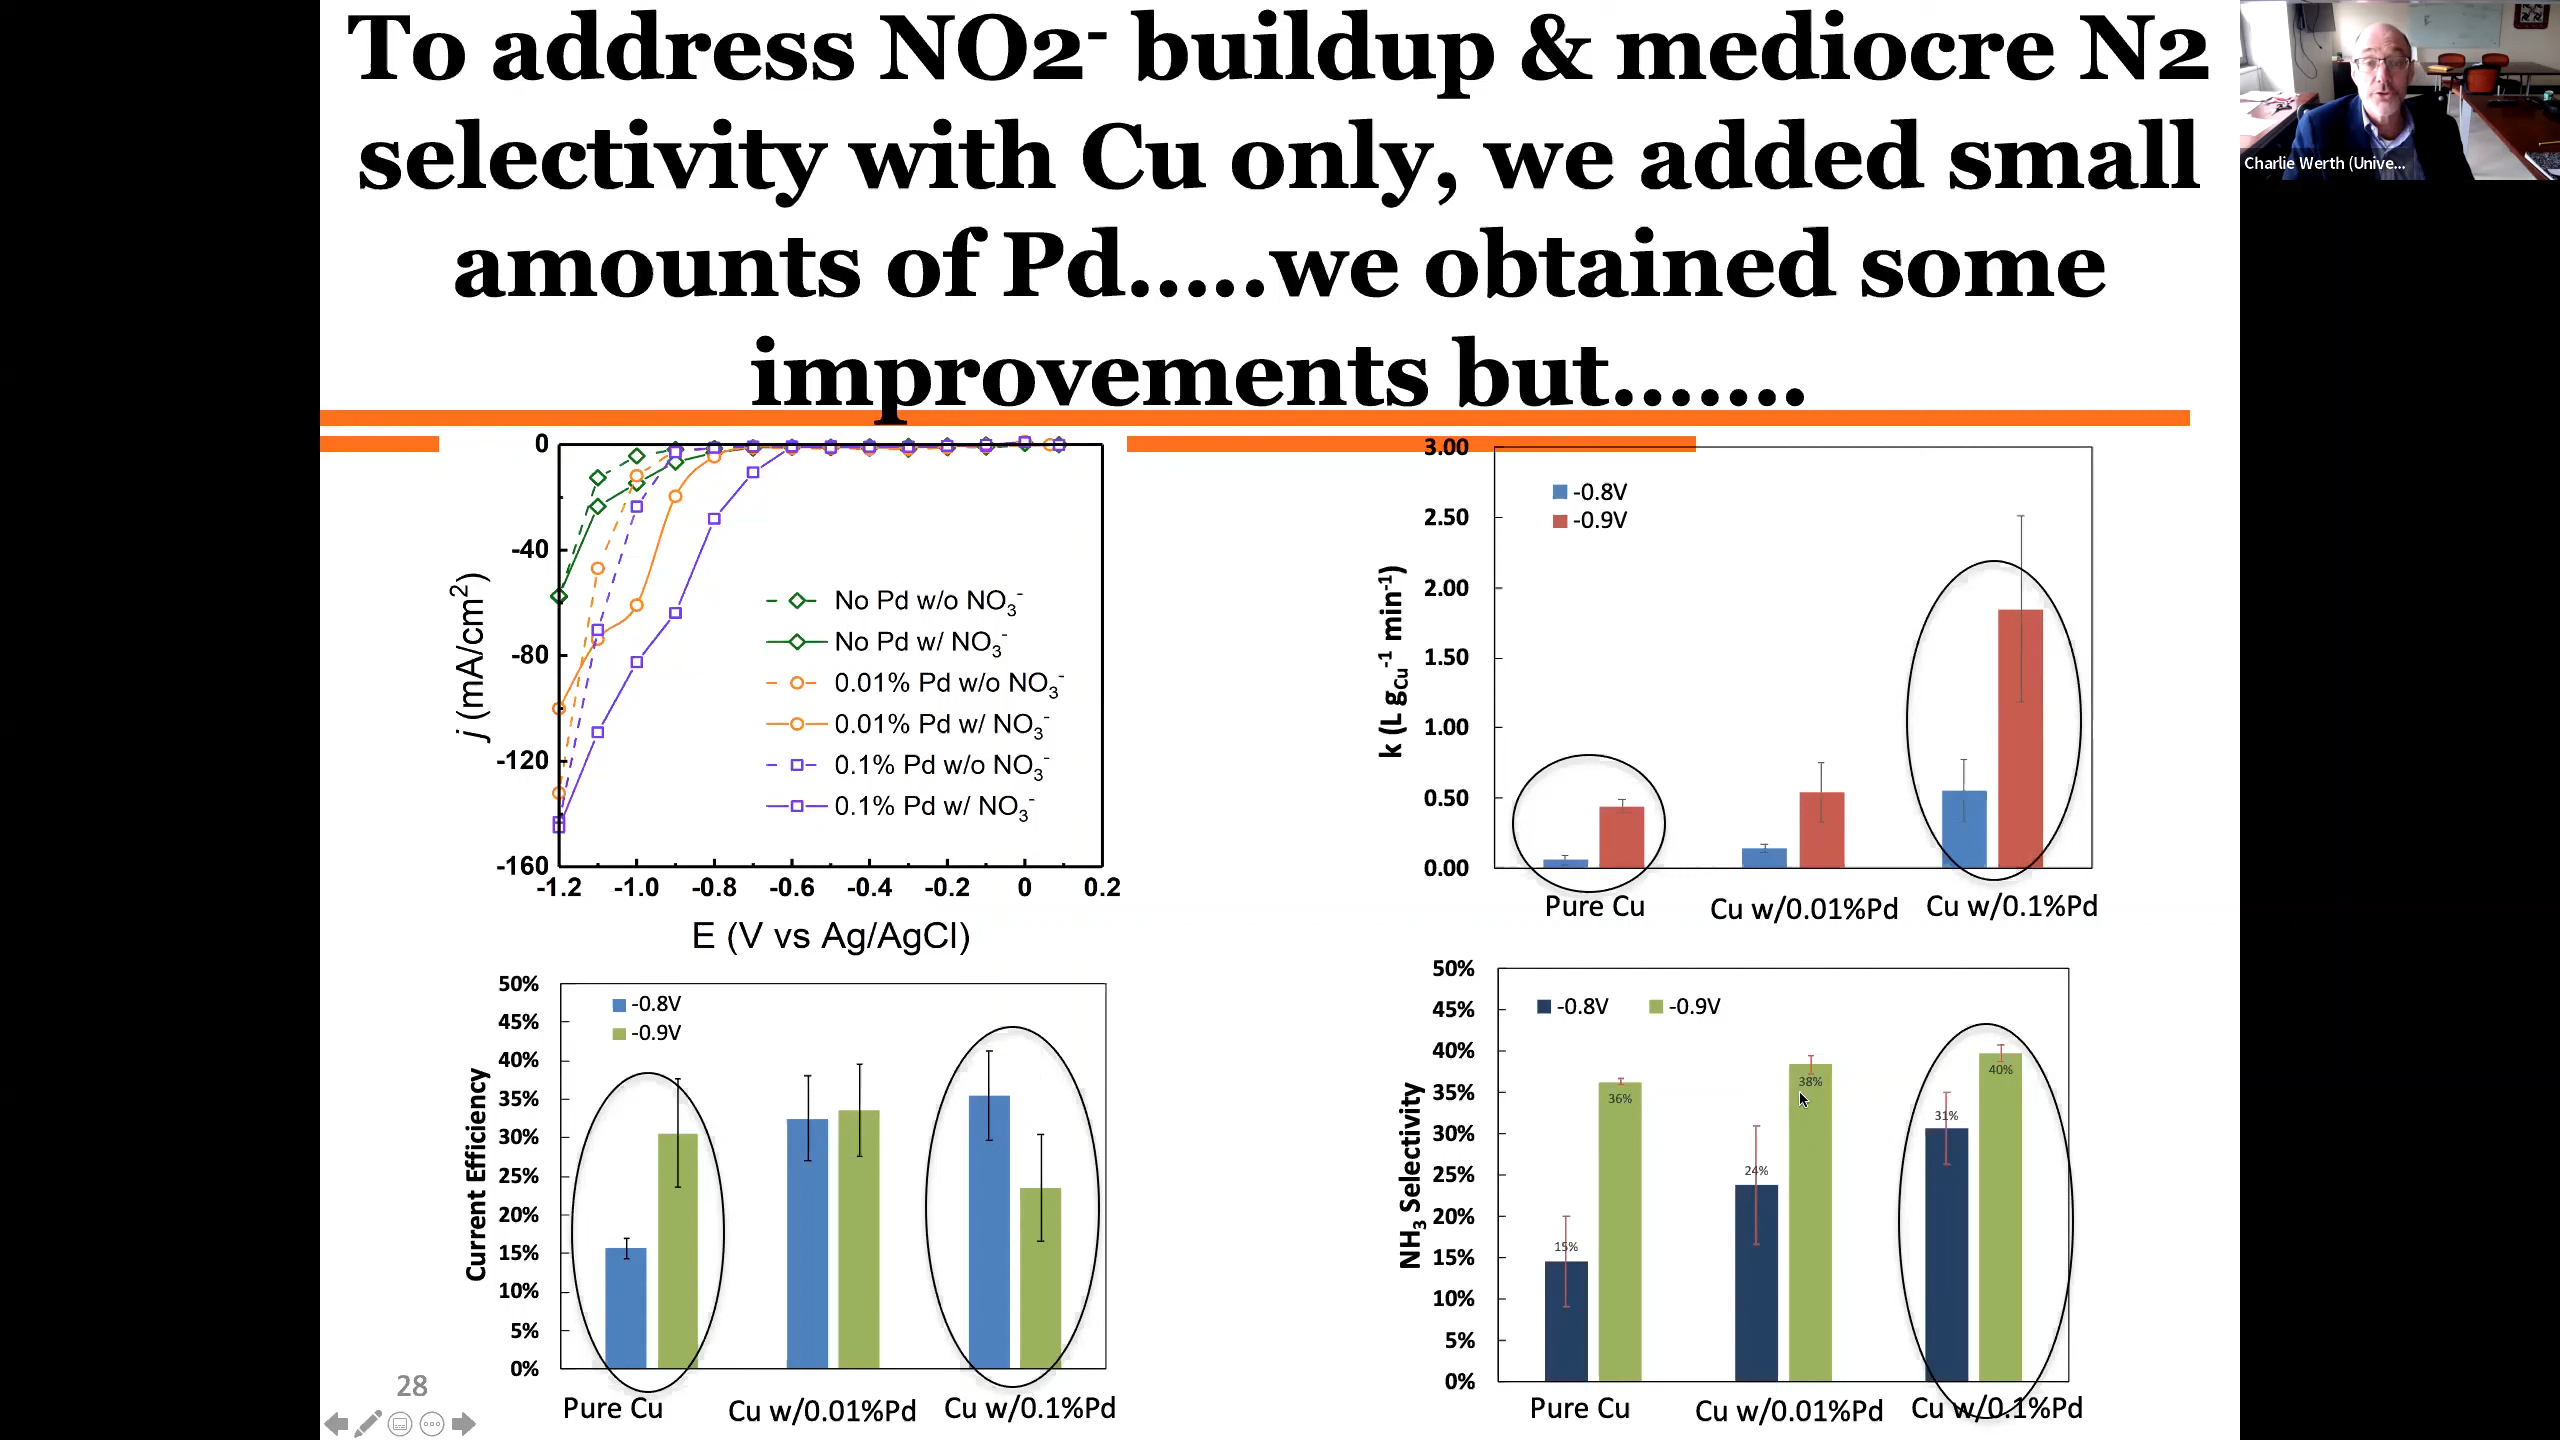 To address NO2- buildup & mediocre N2
selectivity with Cu only, we added small
amounts of Pd.....we obtained some
improvements but.......
Charlie Werth (Unive...
0
-40
-80
-120
-160
j (mA/cm2)
-1.2 -1.0 -0.8 -0.6 -0.4 -0.2 0 0.2
E (V vs Ag/AgCl)
No Pd w/o NO3-
No Pd w/ NO3-
0.01% Pd w/o NO3-
0.01% Pd w/ NO3-
0.1% Pd w/o NO3-
0.1% Pd w/ NO3-
3.00
2.50
2.00
1.50
1.00
0.50
0.00
k (L gCu-1 min-1)
-0.8V
-0.9V
Pure Cu
Cu w/0.01%Pd
Cu w/0.1%Pd
50%
45%
40%
35%
30%
25%
20%
15%
10%
5%
0%
Current Efficiency
-0.8V
-0.9V
Pure Cu
Cu w/0.01%Pd
Cu w/0.1%Pd
50%
45%
40%
35%
30%
25%
20%
15%
10%
5%
0%
NH3 Selectivity
-0.8V -0.9V
15%
36%
24%
38%
31%
40%
Pure Cu
Cu w/0.01%Pd
Cu w/0.1%Pd
28